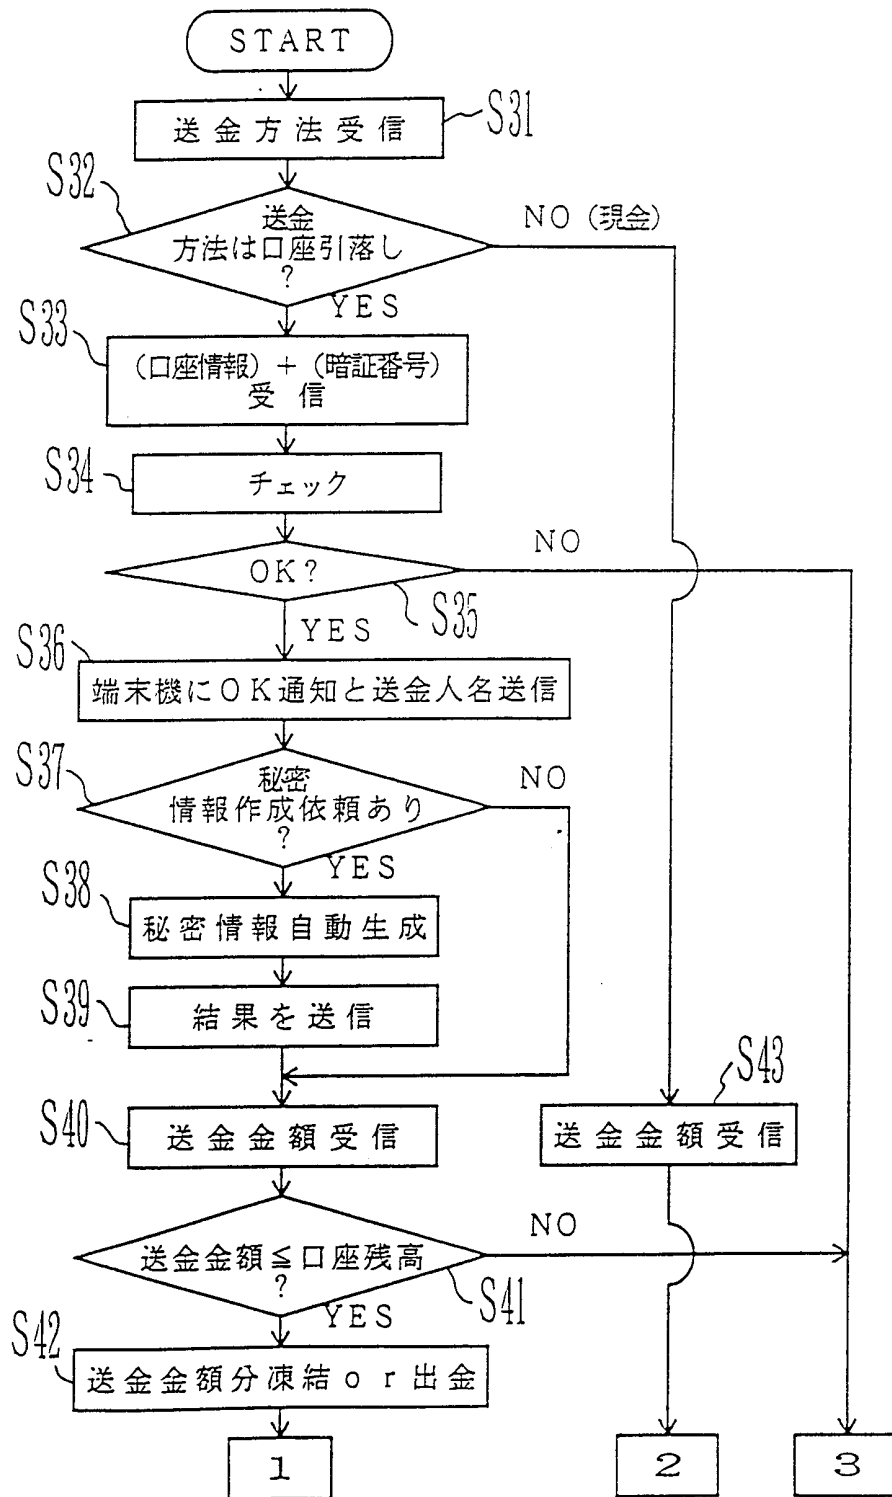 START
送金方法受信
S31
S32
送金
方法は口座引落し
?
NO (現金)
YES
S33
(口座情報)+(暗証番号)
受信
S34
チェック
OK?
NO
S35
YES
S36
端末機にOK通知と送金人名送信
S37
秘密
情報作成依頼あり
?
NO
YES
S38
秘密情報自動生成
S39
結果を送信
S40
送金金額受信
S43
送金金額受信
送金金額≦口座残高
?
NO
S41
YES
S42
送金金額分凍結or出金
1
2
3